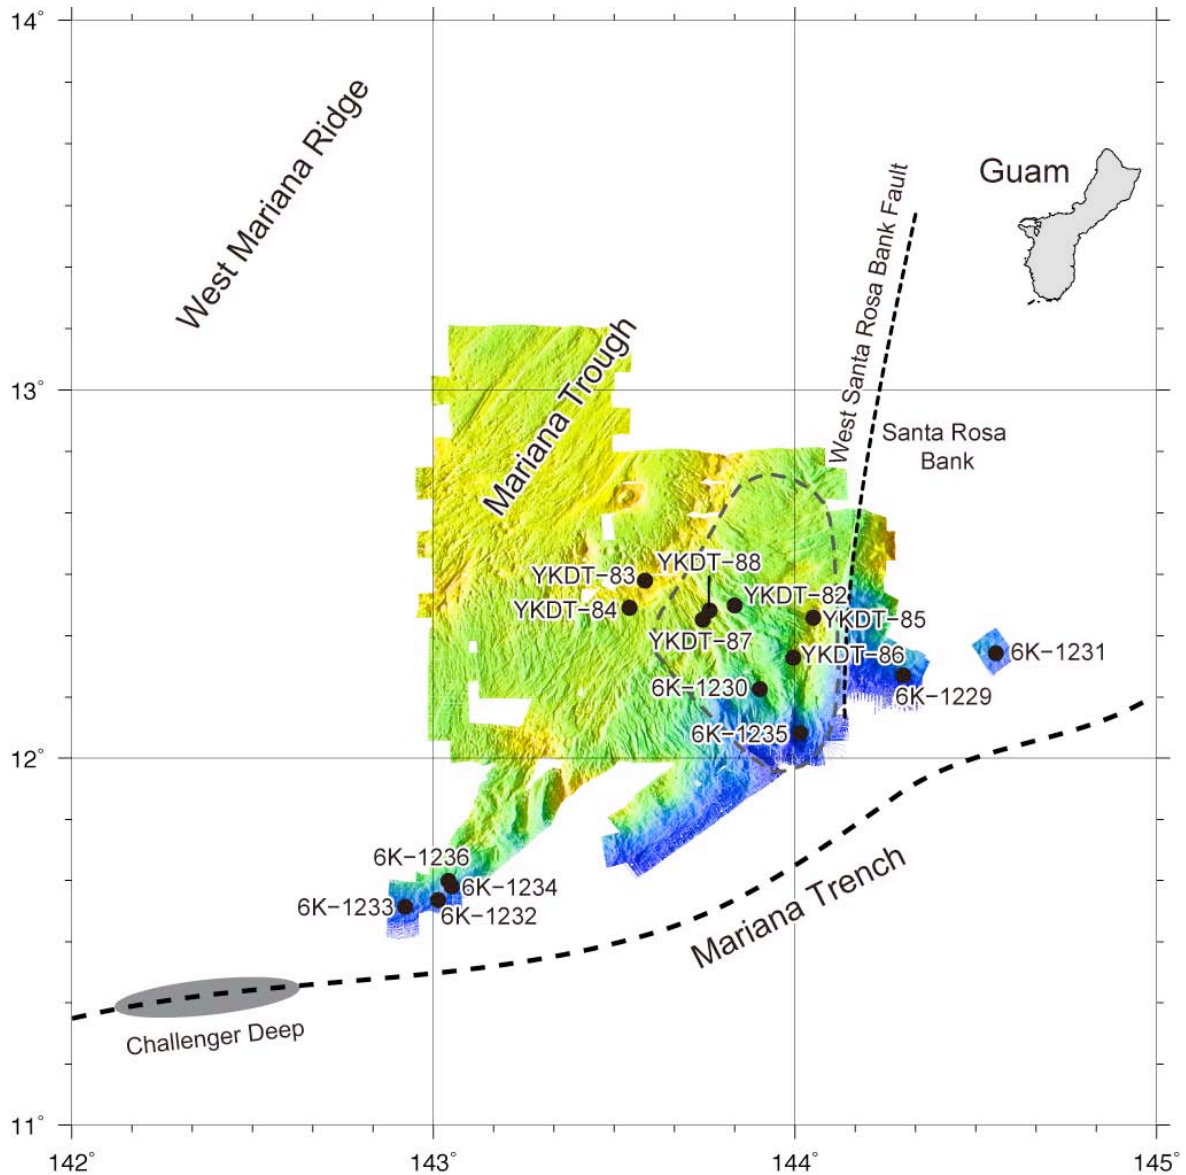 14°
West Mariana Ridge
Guam
West Santa Rosa Bank Fault
13°
Mariana Trough
Santa Rosa
Bank
YKDT-88
YKDT-83
YKDT-84
YKDT-82
YKDT-85
YKDT-87
YKDT-86
6K-1231
6K-1230
6K-1229
6K-1235
12°
6K-1236
6K-1234
6K-1233
6K-1232
Mariana Trench
Challenger Deep
11°
142°
143°
144°
145°